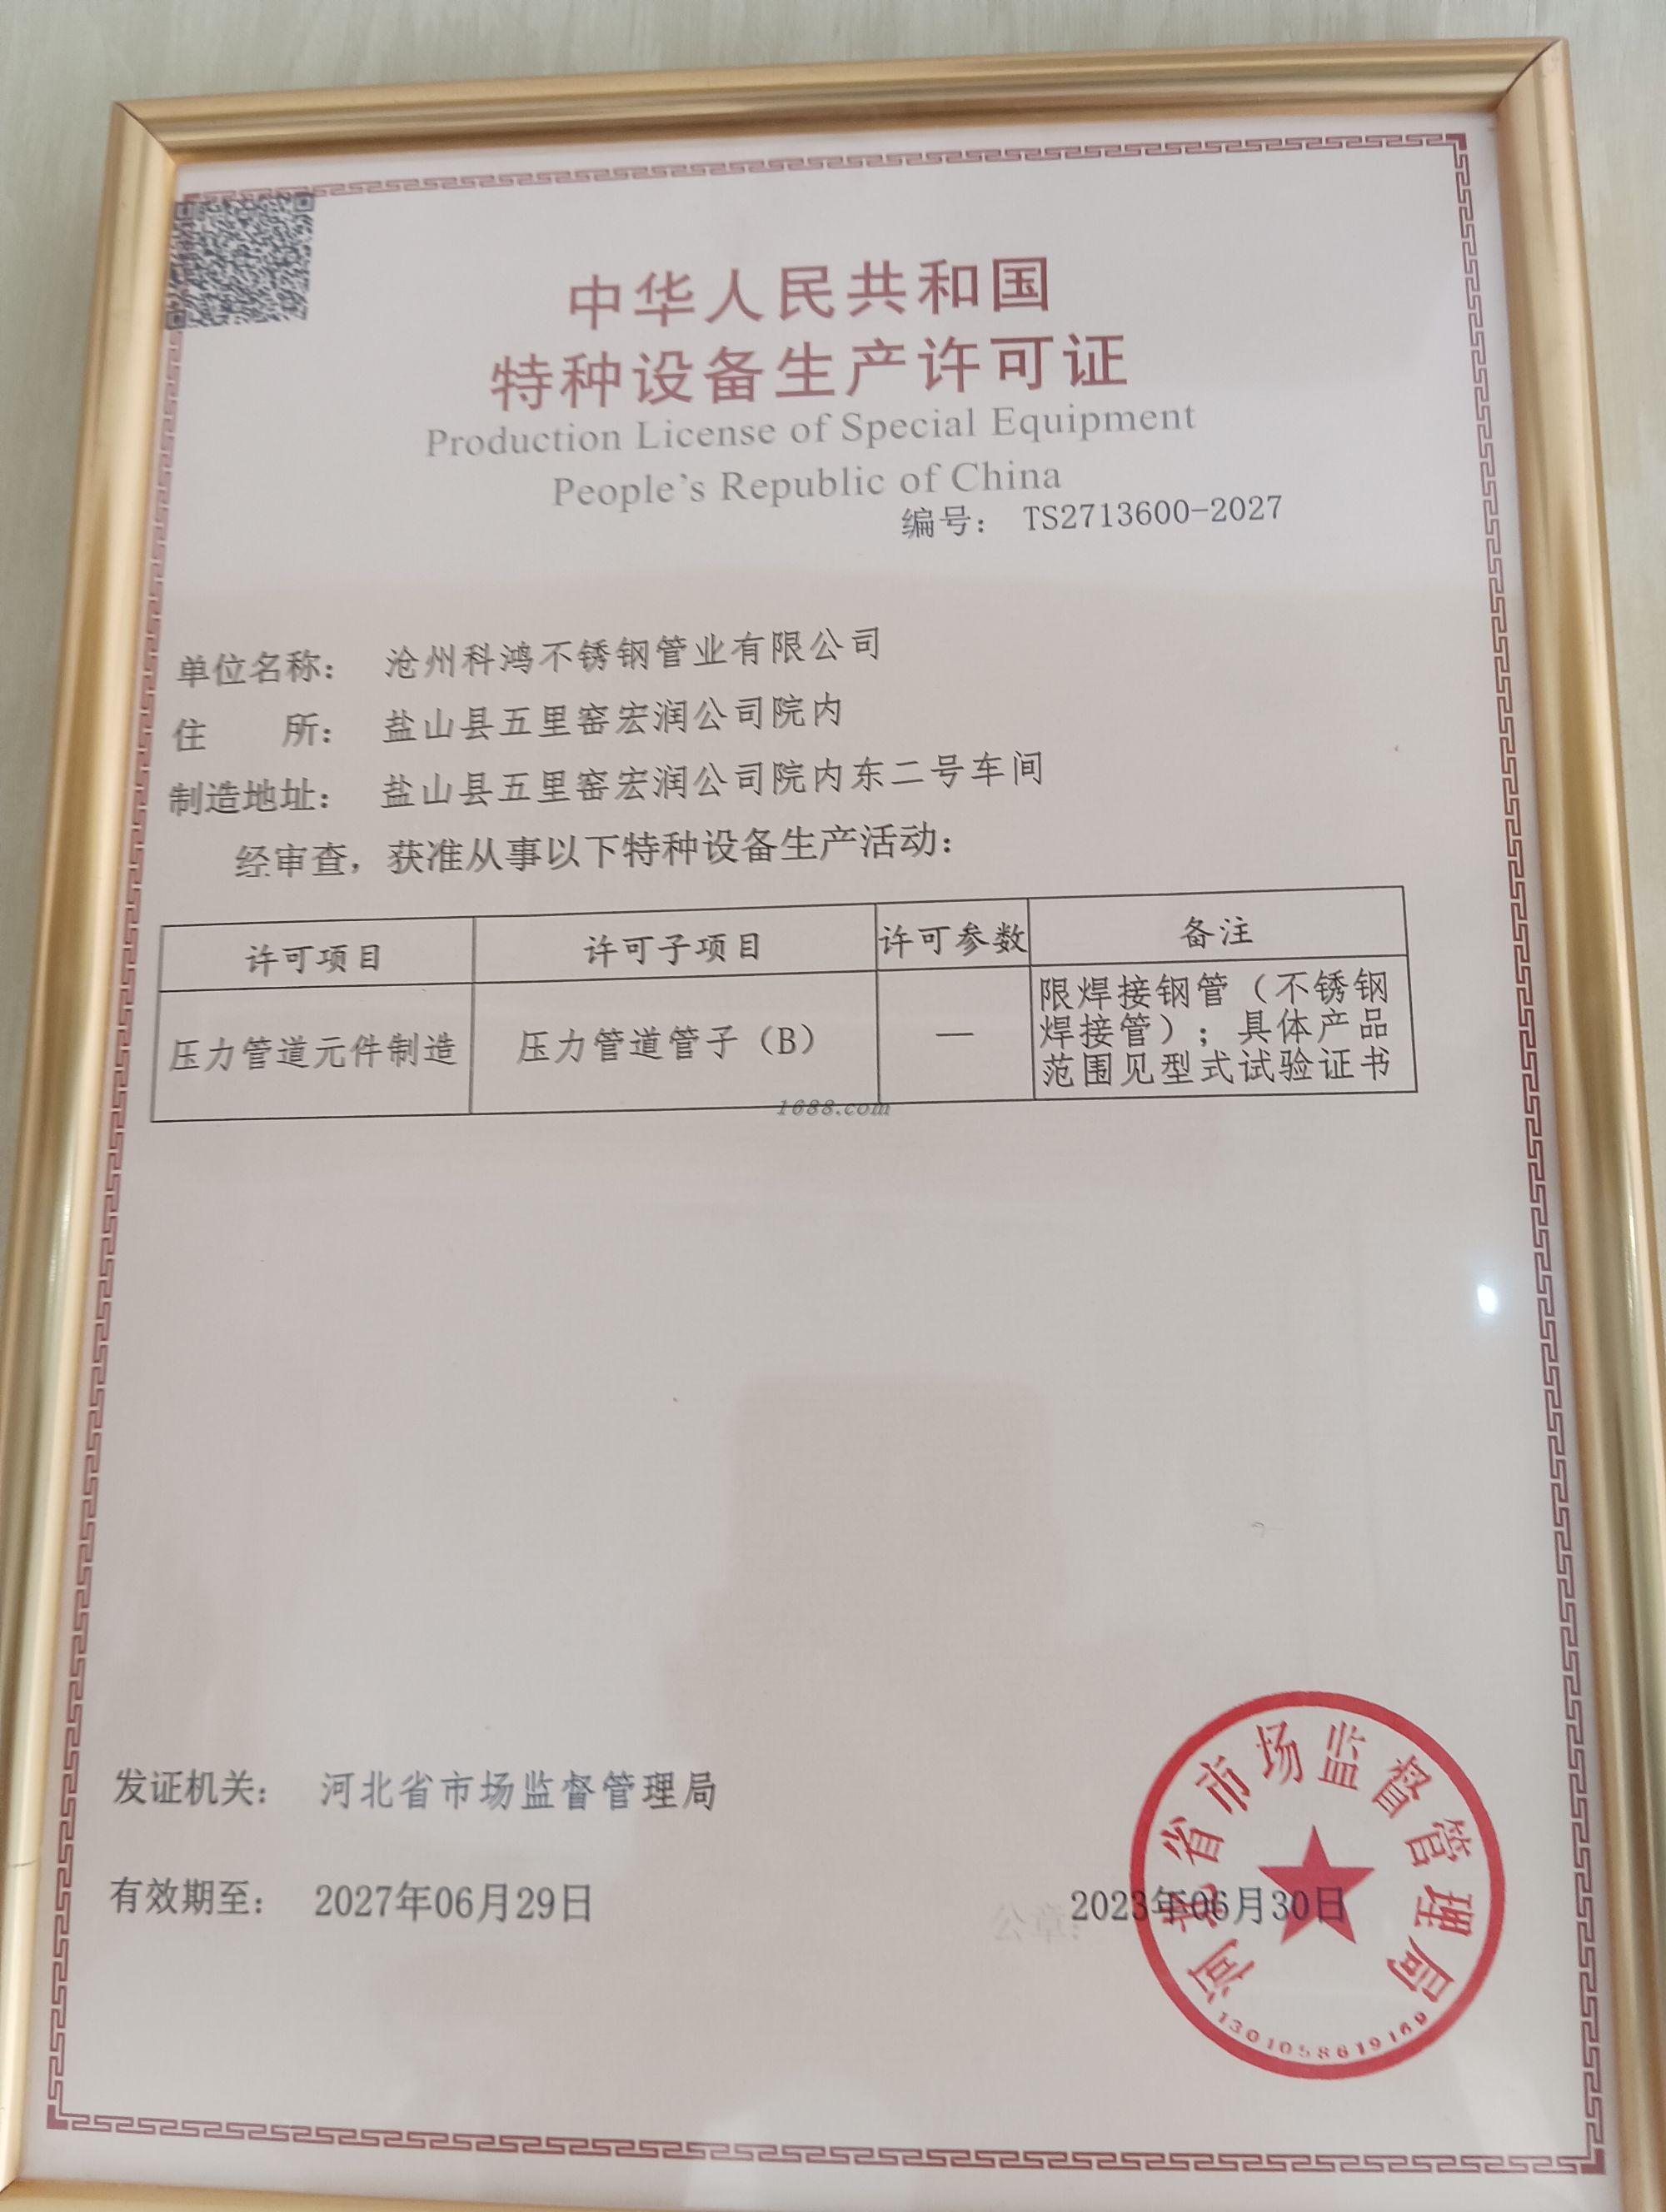 中华人民共和国
特种设备生产许可证
Production License of Special Equipment
People's Republic of China
编号： TS2713600-2027
单位名称： 沧州科鸿不锈钢管业有限公司
住 所： 盐山县五里窑宏润公司院内
制造地址： 盐山县五里窑宏润公司院内东二号车间
经审查，获准从事以下特种设备生产活动：
许可项目 许可子项目 许可参数 备注
压力管道元件制造 压力管道管子（B） — 限焊接钢管（不锈钢
焊接管）；具体产品
范围见型式试验证书
1688.com
发证机关： 河北省市场监督管理局
有效期至： 2027年06月29日
公章：
2023年06月30日
河北省市场监督管理局
1301058619169